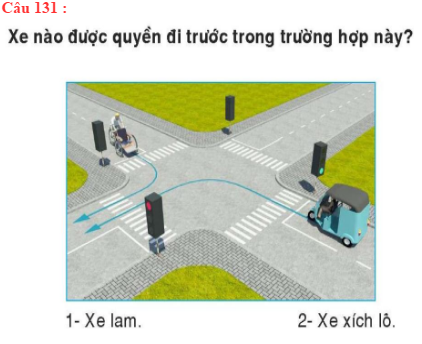 Câu 131 :
Xe nào được quyền đi trước trong trường hợp này?
1- Xe lam.
2- Xe xích lô.